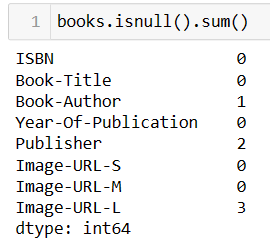 1 books.isnull().sum()
ISBN 0
Book-Title 0
Book-Author 1
Year-Of-Publication 0
Publisher 2
Image-URL-S 0
Image-URL-M 0
Image-URL-L 3
dtype: int64